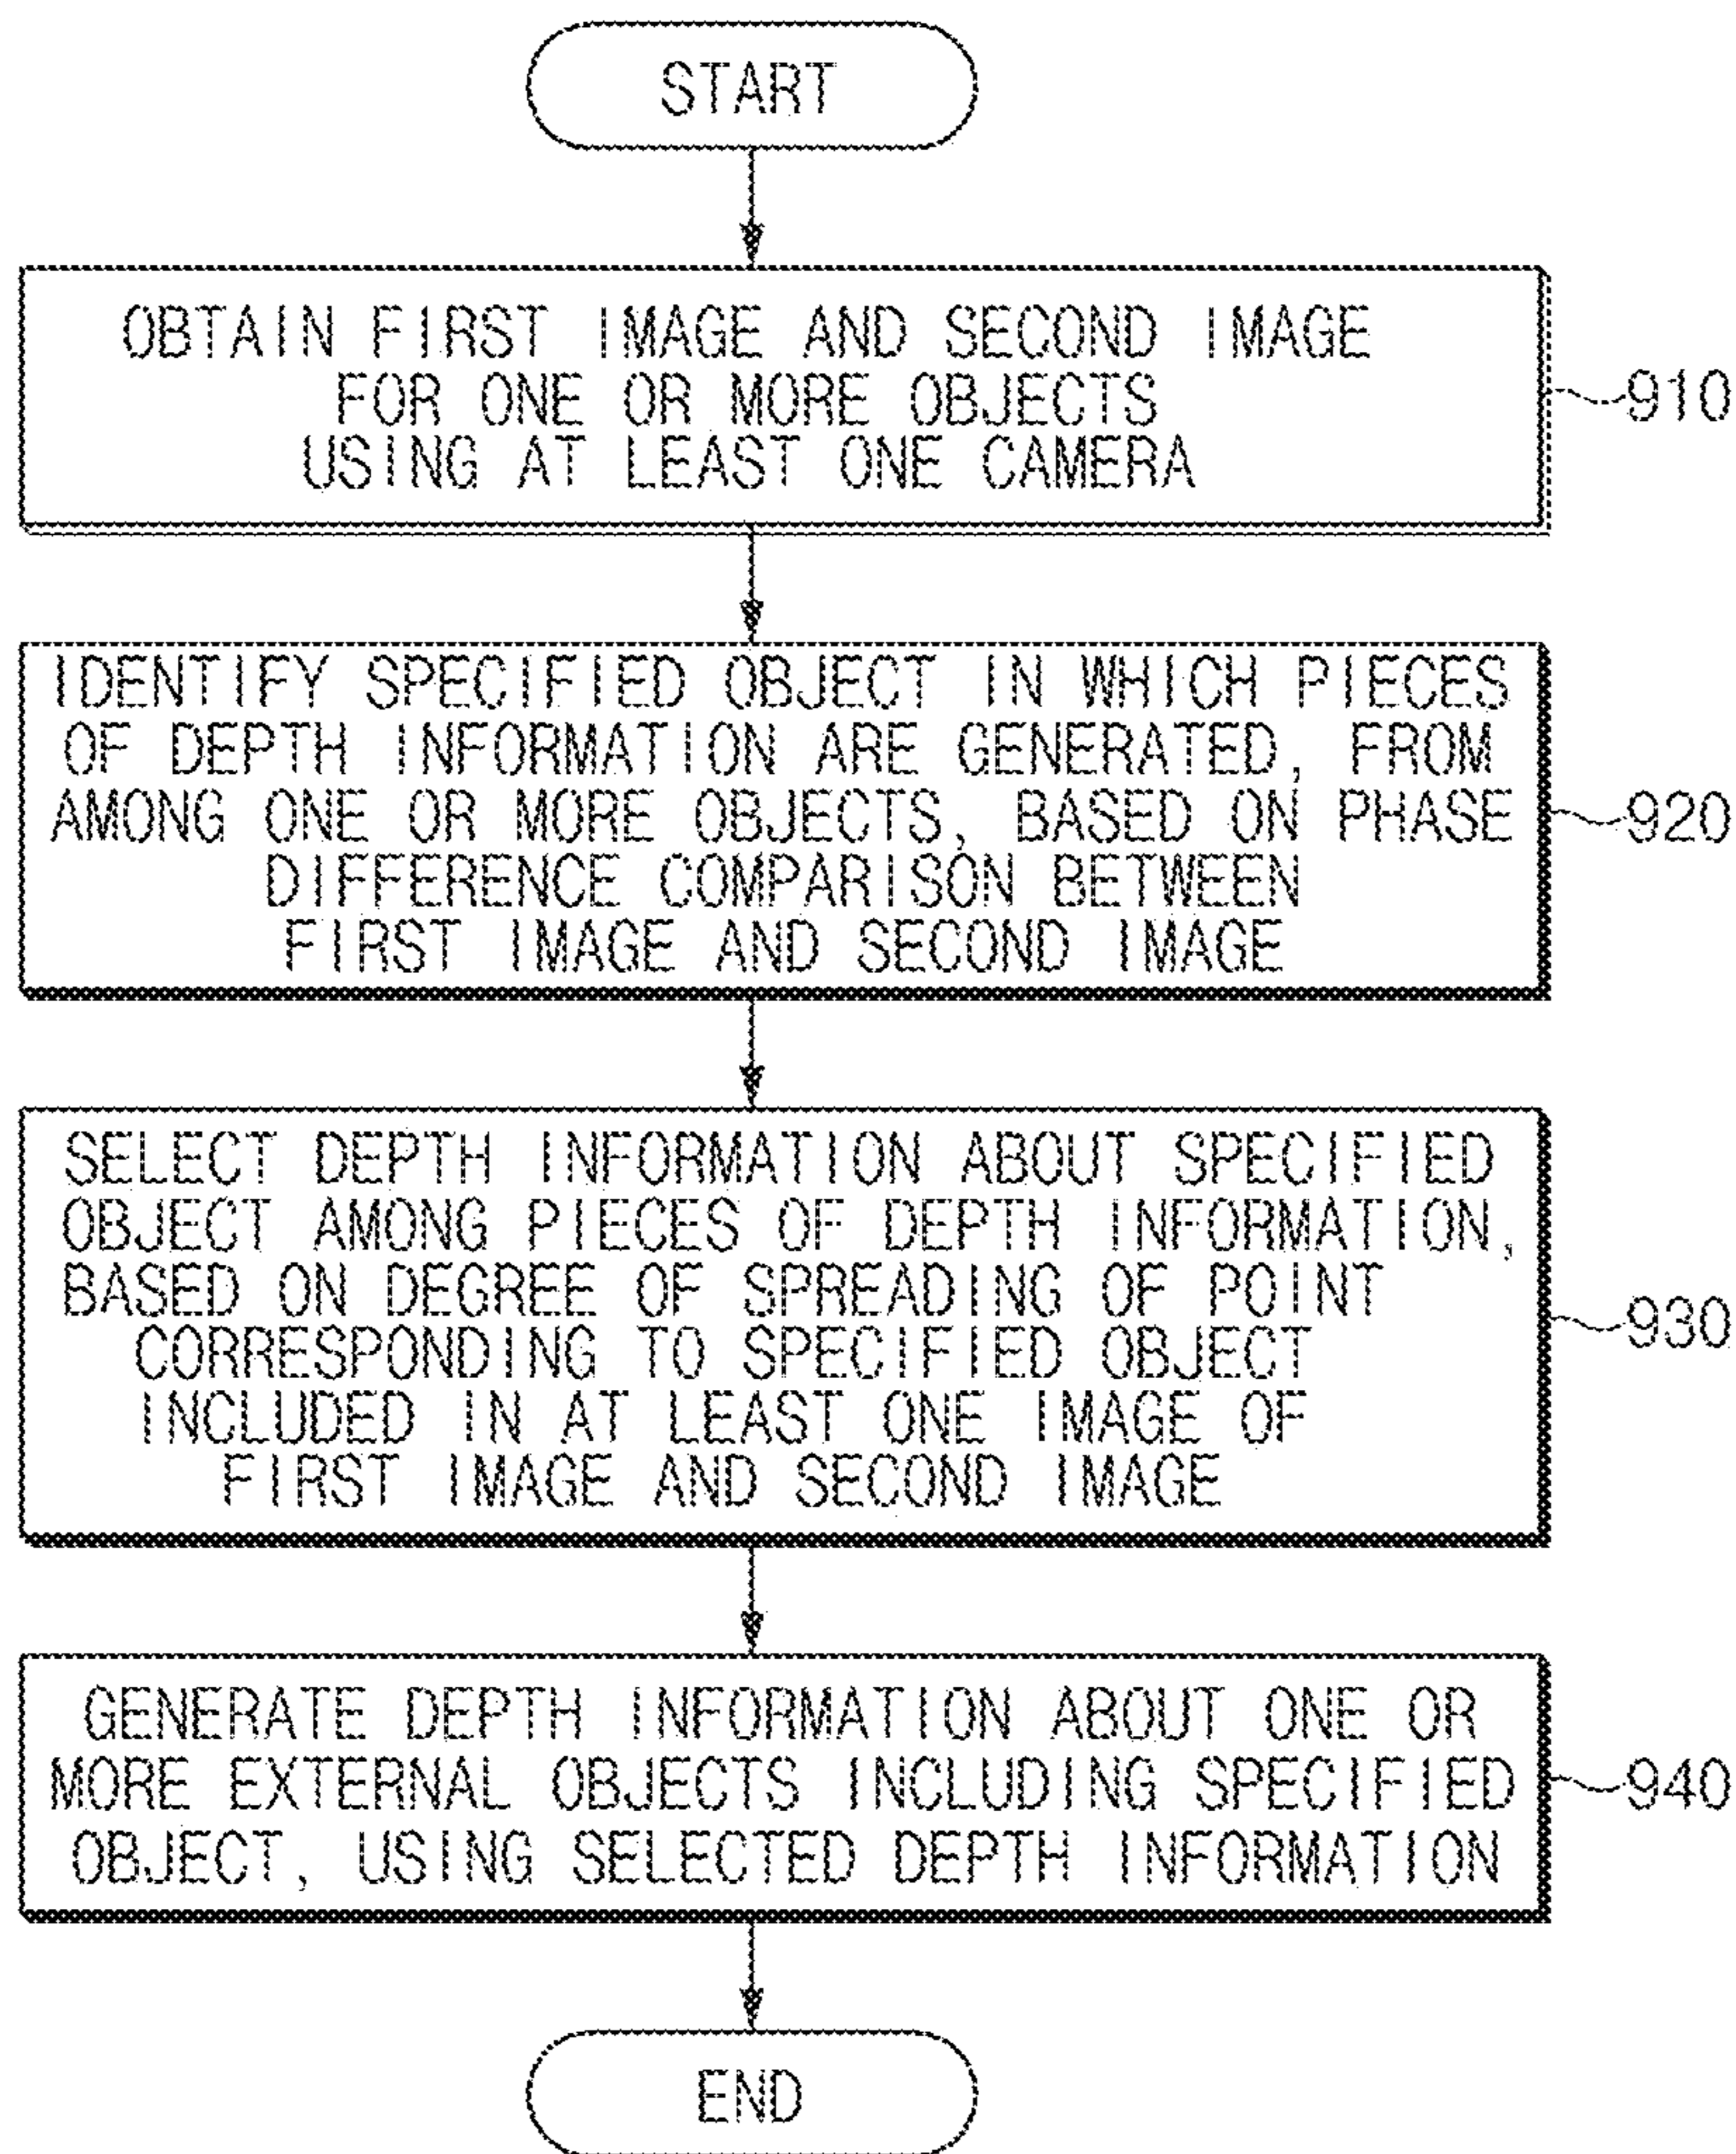 START
OBTAIN FIRST IMAGE AND SECOND IMAGE
FOR ONE OR MORE OBJECTS
USING AT LEAST ONE CAMERA
910
IDENTIFY SPECIFIED OBJECT IN WHICH PIECES
OF DEPTH INFORMATION ARE GENERATED, FROM
AMONG ONE OR MORE OBJECTS, BASED ON PHASE
DIFFERENCE COMPARISON BETWEEN
FIRST IMAGE AND SECOND IMAGE
920
SELECT DEPTH INFORMATION ABOUT SPECIFIED
OBJECT AMONG PIECES OF DEPTH INFORMATION,
BASED ON DEGREE OF SPREADING OF POINT
CORRESPONDING TO SPECIFIED OBJECT
INCLUDED IN AT LEAST ONE IMAGE OF
FIRST IMAGE AND SECOND IMAGE
930
GENERATE DEPTH INFORMATION ABOUT ONE OR
MORE EXTERNAL OBJECTS INCLUDING SPECIFIED
OBJECT, USING SELECTED DEPTH INFORMATION
940
END